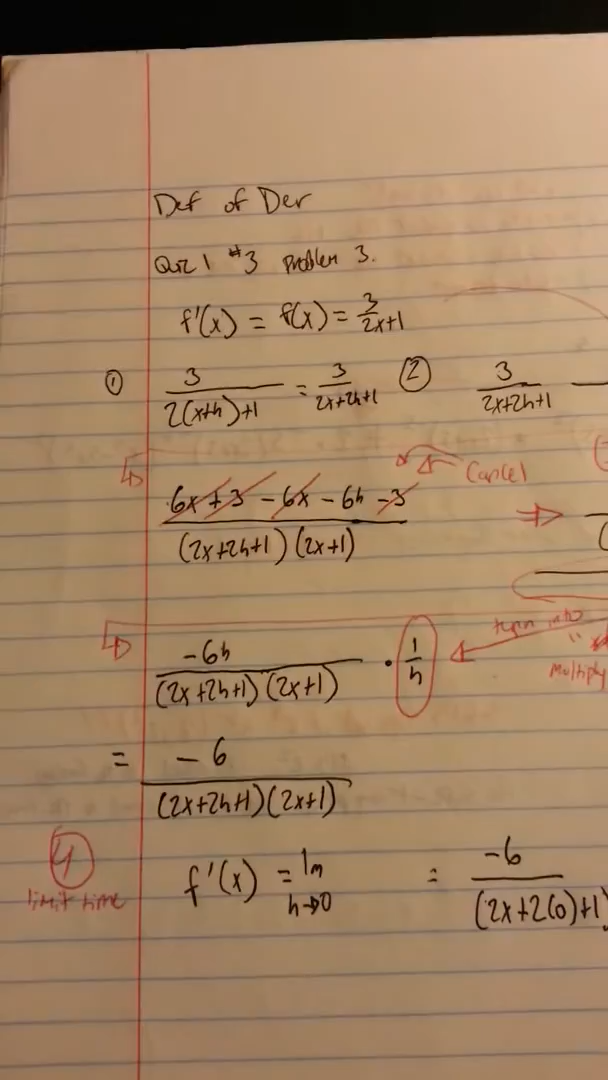 Def of Der
Quiz 1 #3 problem 3.
f'(x) = f(x) = 3/2x+1
① 3/2(x+h)+1 = 3/2x+2h+1 ② 3/2x+2h+1 —
Cancel
6x+3-6x-6h-3/(2x+2h+1)(2x+1) ⇒
turn into
"
multiply
-6h/(2x+2h+1)(2x+1) · 1/h
= -6/(2x+2h+1)(2x+1)
4 f'(x) = lim h→0 = -6/(2x+2(0)+1)
limit time